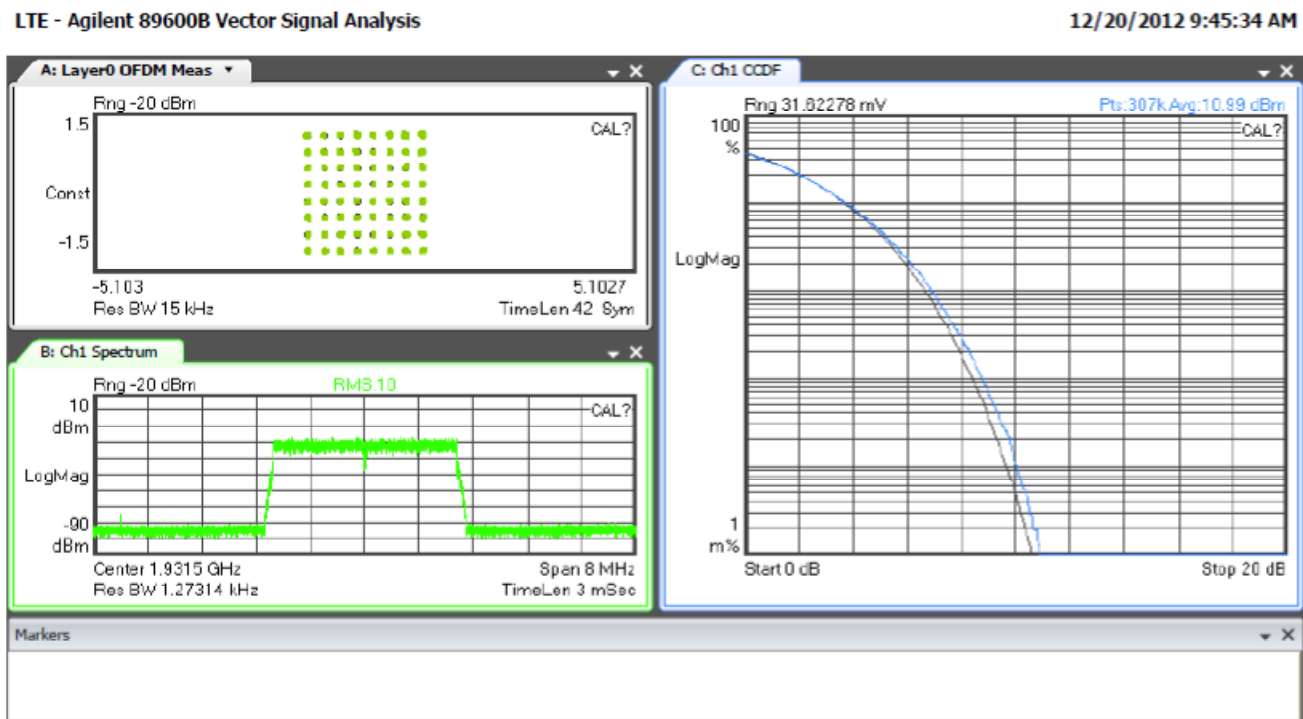 LTE - Agilent 89600B Vector Signal Analysis
12/20/2012 9:45:34 AM
A: Layer0 OFDM Meas
Rng -20 dBm
1.5
CAL?
Const
-1.5
-5.103
5.1027
Res BW 15 kHz
TimeLen 42 Sym
B: Ch1 Spectrum
Rng -20 dBm
RMS:10
10
dBm
CAL?
LogMag
-90
dBm
Center 1.9315 GHz
Span 8 MHz
Res BW 1.27314 kHz
TimeLen 3 mSec
C: Ch1 CCDF
Rng 31.62278 mV
Pts:307k Avg:10.99 dBm
100
%
CAL?
LogMag
1
m%
Start 0 dB
Stop 20 dB
Markers